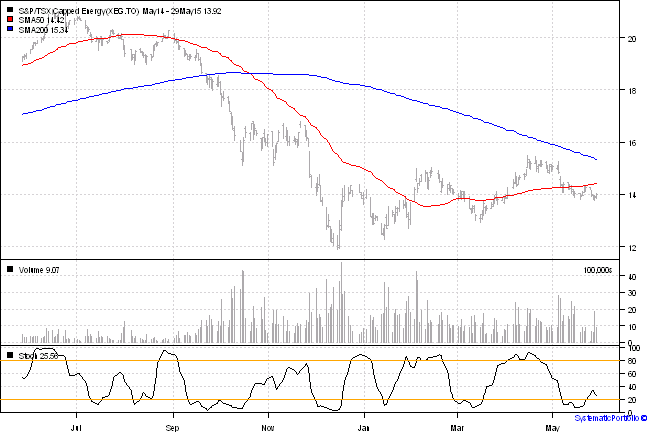 S&P/TSX Capped Energy(XEG.TO) May14 - 29May15 13.92
SMA50 14.42
SMA200 15.34
20
18
16
14
12
Volume 9.07
100,000s
40
30
20
10
0
Stoch 25.56
100
80
60
40
20
0
Jul Sep Nov Jan Mar May
SystematicPortfolio ©